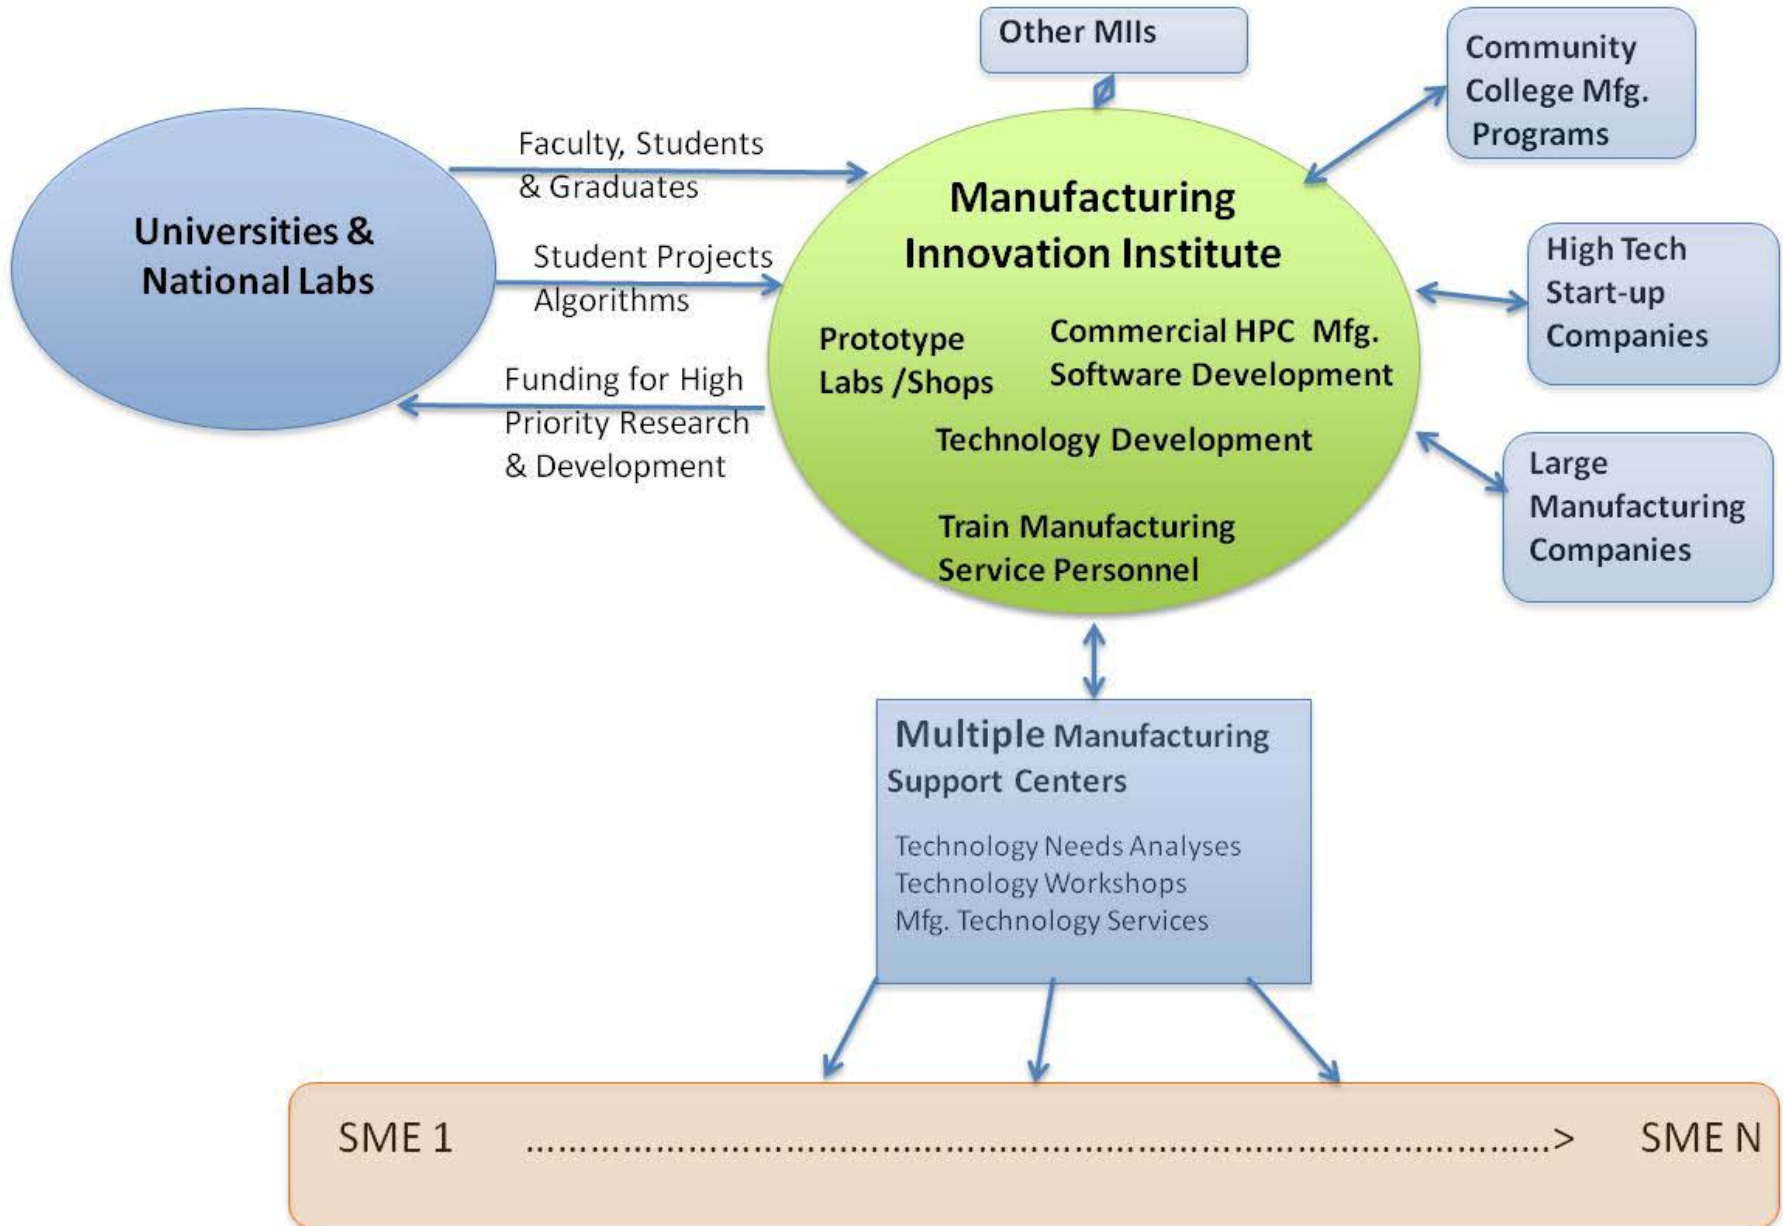 Other MIIs
Community
College Mfg.
Programs
Universities &
National Labs
Faculty, Students
& Graduates
Student Projects
Algorithms
Funding for High
Priority Research
& Development
Manufacturing
Innovation Institute
Prototype
Labs /Shops
Commercial HPC Mfg.
Software Development
Technology Development
Train Manufacturing
Service Personnel
High Tech
Start-up
Companies
Large
Manufacturing
Companies
Multiple Manufacturing
Support Centers
Technology Needs Analyses
Technology Workshops
Mfg. Technology Services
SME 1 ...............................................................................................> SME N